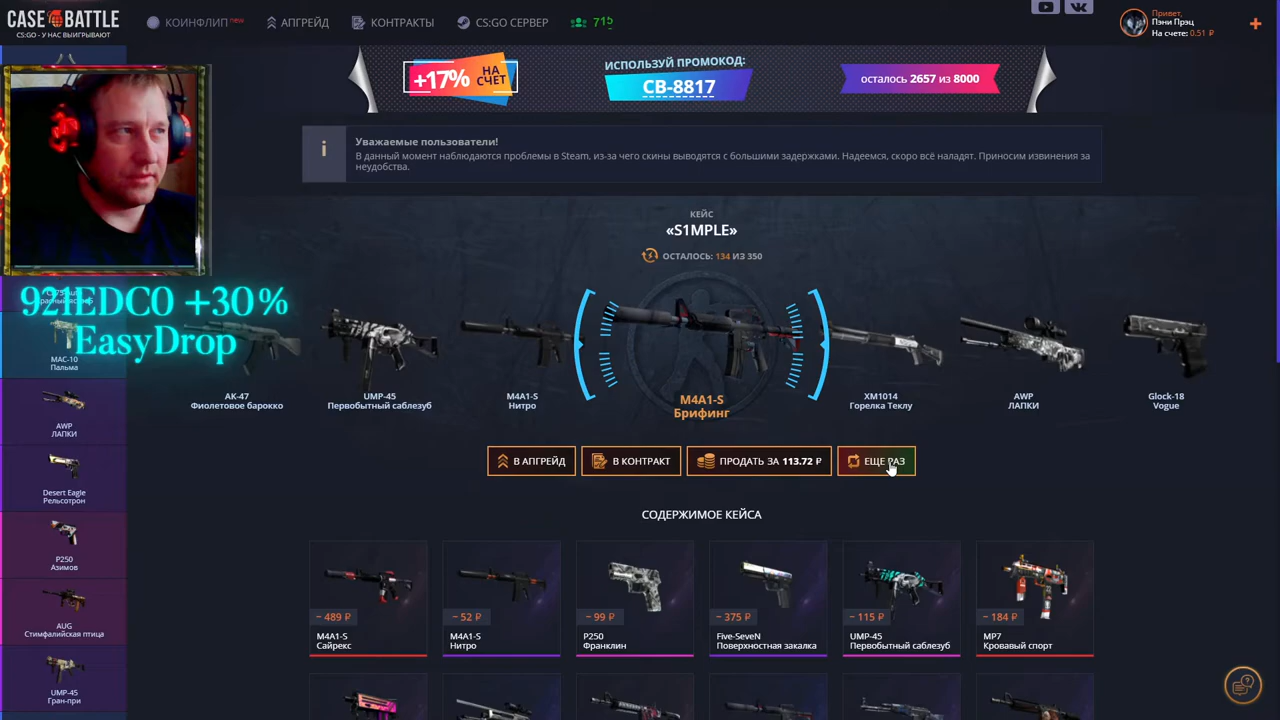 CASE BATTLE
CS:GO - У НАС ВЫИГРЫВАЮТ
КОИНФЛИП new
АПГРЕЙД
КОНТРАКТЫ
CS:GO СЕРВЕР
Привет,
Пэни Прэц
На счете: 0.51 ₽
+17% НА СЧЕТ
ИСПОЛЬЗУЙ ПРОМОКОД:
CB-8817
осталось 2657 из 8000
i
Уважаемые пользователи!
В данный момент наблюдаются проблемы в Steam, из-за чего скины выводятся с большими задержками. Надеемся, скоро всё наладят. Приносим извинения за
неудобства.
КЕЙС
«S1MPLE»
ОСТАЛОСЬ: 134 ИЗ 350
921EDC0 +30%
EasyDrop
MAC-10
Пальма
AWP
ЛАПКИ
Desert Eagle
Рельсотрон
P250
Азимов
AUG
Стимфалийская птица
UMP-45
Гран-при
AK-47
Фиолетовое барокко
UMP-45
Первобытный саблезуб
M4A1-S
Нитро
M4A1-S
Брифинг
XM1014
Горелка Теклу
AWP
ЛАПКИ
Glock-18
Vogue
В АПГРЕЙД
В КОНТРАКТ
ПРОДАТЬ ЗА 113.72 ₽
ЕЩЕ РАЗ
СОДЕРЖИМОЕ КЕЙСА
~ 489 ₽
M4A1-S
Сайрекс
~ 52 ₽
M4A1-S
Нитро
~ 99 ₽
P250
Франклин
~ 375 ₽
Five-SeveN
Поверхностная закалка
~ 115 ₽
UMP-45
Первобытный саблезуб
~ 184 ₽
MP7
Кровавый спорт